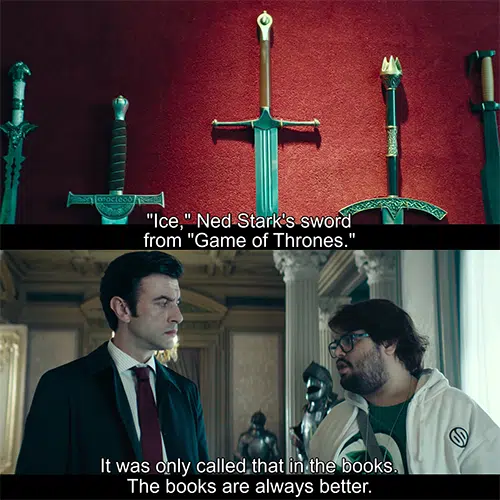 MACLEOD
"Ice," Ned Stark's sword
from "Game of Thrones."
It was only called that in the books.
The books are always better.